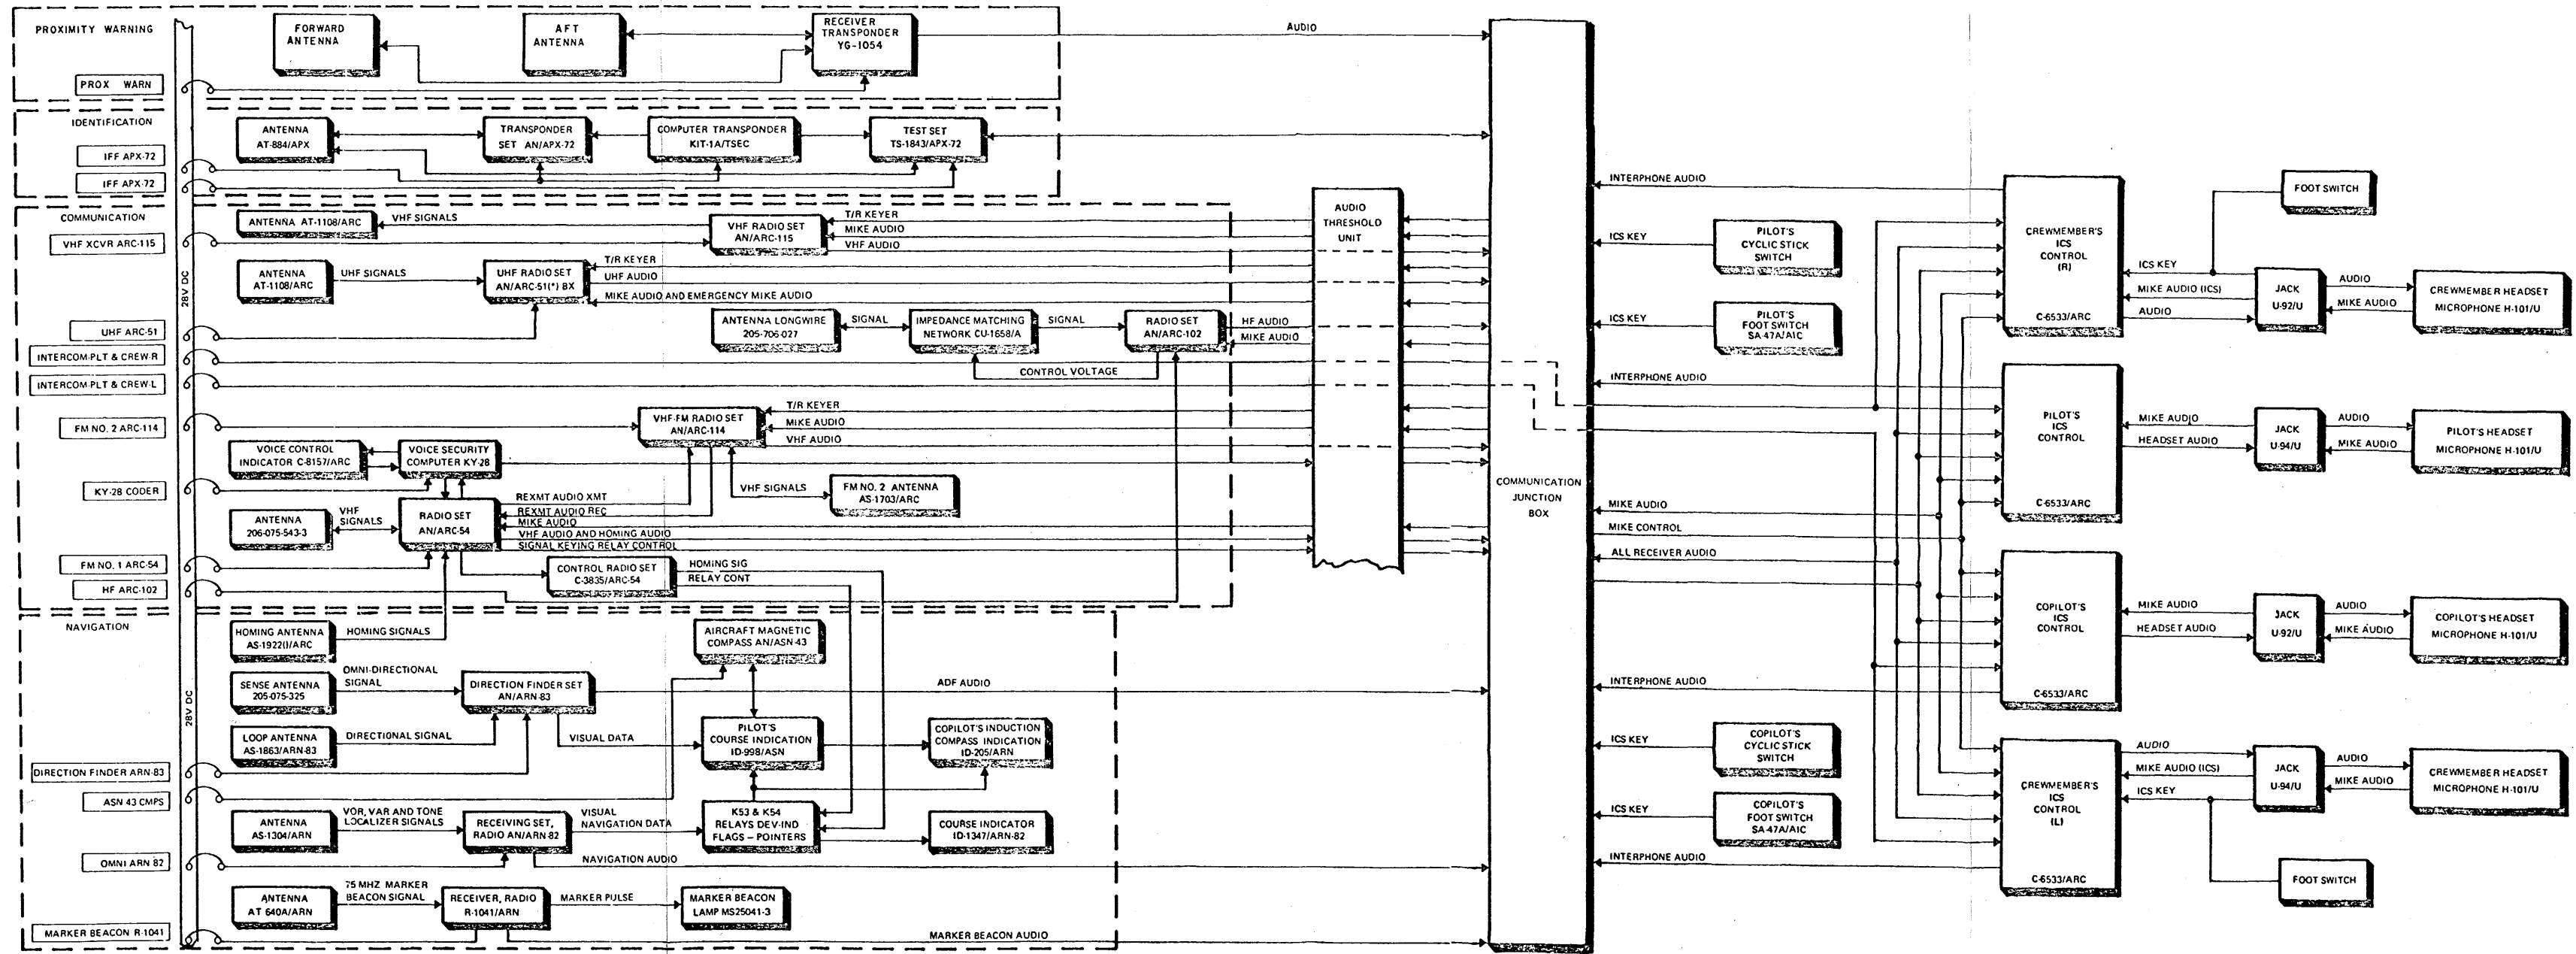 PROXIMITY WARNING
FORWARD
ANTENNA
AFT
ANTENNA
RECEIVER
TRANSPONDER
YG-1054
AUDIO
PROX WARN
IDENTIFICATION
ANTENNA
AT-884/APX
TRANSPONDER
SET AN/APX-72
COMPUTER TRANSPONDER
KIT-1A/TSEC
TEST SET
TS-1843/APX-72
IFF APX-72
IFF APX-72
COMMUNICATION
VHF XCVR ARC-115
ANTENNA AT-1108/ARC
VHF SIGNALS
VHF RADIO SET
AN/ARC-115
T/R KEYER
MIKE AUDIO
VHF AUDIO
28V DC
ANTENNA
AT-1108/ARC
UHF SIGNALS
UHF RADIO SET
AN/ARC-51(*) BX
T/R KEYER
UHF AUDIO
MIKE AUDIO AND EMERGENCY MIKE AUDIO
UHF ARC-51
ANTENNA LONGWIRE
205-706-027
SIGNAL
IMPEDANCE MATCHING
NETWORK CU-1658/A
SIGNAL
RADIO SET
AN/ARC-102
HF AUDIO
MIKE AUDIO
CONTROL VOLTAGE
INTERCOM-PLT & CREW-R
INTERCOM-PLT & CREW-L
FM NO. 2 ARC-114
VHF-FM RADIO SET
AN/ARC-114
T/R KEYER
MIKE AUDIO
VHF AUDIO
VOICE CONTROL
INDICATOR C-8157/ARC
VOICE SECURITY
COMPUTER KY-28
KY-28 CODER
VHF SIGNALS
FM NO. 2 ANTENNA
AS-1703/ARC
ANTENNA
206-075-543-3
VHF
SIGNALS
RADIO SET
AN/ARC-54
REXMT AUDIO XMT
REXMT AUDIO REC
MIKE AUDIO
VHF AUDIO AND HOMING AUDIO
SIGNAL KEYING RELAY CONTROL
FM NO. 1 ARC-54
HF ARC-102
CONTROL RADIO SET
C-3835/ARC-54
HOMING SIG
RELAY CONT
AUDIO
THRESHOLD
UNIT
NAVIGATION
28V DC
HOMING ANTENNA
AS-1922()/ARC
HOMING SIGNALS
AIRCRAFT MAGNETIC
COMPASS AN/ASN-43
SENSE ANTENNA
205-075-325
OMNI-DIRECTIONAL
SIGNAL
DIRECTION FINDER SET
AN/ARN-83
ADF AUDIO
LOOP ANTENNA
AS-1863/ARN-83
DIRECTIONAL SIGNAL
VISUAL DATA
PILOT'S
COURSE INDICATION
ID-998/ASN
COPILOT'S INDUCTION
COMPASS INDICATION
ID-205/ARN
DIRECTION FINDER ARN-83
ASN 43 CMPS
ANTENNA
AS-1304/ARN
VOR, VAR AND TONE
LOCALIZER SIGNALS
RECEIVING SET,
RADIO AN/ARN-82
VISUAL
NAVIGATION DATA
K53 & K54
RELAYS DEV-IND
FLAGS – POINTERS
COURSE INDICATOR
ID-1347/ARN-82
OMNI ARN 82
NAVIGATION AUDIO
ANTENNA
AT 640A/ARN
75 MHZ MARKER
BEACON SIGNAL
RECEIVER, RADIO
R-1041/ARN
MARKER PULSE
MARKER BEACON
LAMP MS25041-3
MARKER BEACON R-1041
MARKER BEACON AUDIO
COMMUNICATION
JUNCTION
BOX
INTERPHONE AUDIO
ICS KEY
PILOT'S
CYCLIC STICK
SWITCH
ICS KEY
PILOT'S
FOOT SWITCH
SA-47A/AIC
INTERPHONE AUDIO
MIKE AUDIO
MIKE CONTROL
ALL RECEIVER AUDIO
INTERPHONE AUDIO
ICS KEY
COPILOT'S
CYCLIC STICK
SWITCH
ICS KEY
COPILOT'S
FOOT SWITCH
SA-47A/AIC
INTERPHONE AUDIO
CREWMEMBER'S
ICS
CONTROL
(R)
C-6533/ARC
FOOT SWITCH
ICS KEY
MIKE AUDIO (ICS)
AUDIO
JACK
U-92/U
AUDIO
MIKE AUDIO
CREWMEMBER HEADSET
MICROPHONE H-101/U
PILOT'S
ICS
CONTROL
C-6533/ARC
MIKE AUDIO
HEADSET AUDIO
JACK
U-94/U
AUDIO
MIKE AUDIO
PILOT'S HEADSET
MICROPHONE H-101/U
COPILOT'S
ICS
CONTROL
C-6533/ARC
MIKE AUDIO
HEADSET AUDIO
JACK
U-92/U
AUDIO
MIKE AUDIO
COPILOT'S HEADSET
MICROPHONE H-101/U
CREWMEMBER'S
ICS
CONTROL
(L)
C-6533/ARC
AUDIO
MIKE AUDIO (ICS)
ICS KEY
JACK
U-94/U
AUDIO
MIKE AUDIO
CREWMEMBER HEADSET
MICROPHONE H-101/U
FOOT SWITCH